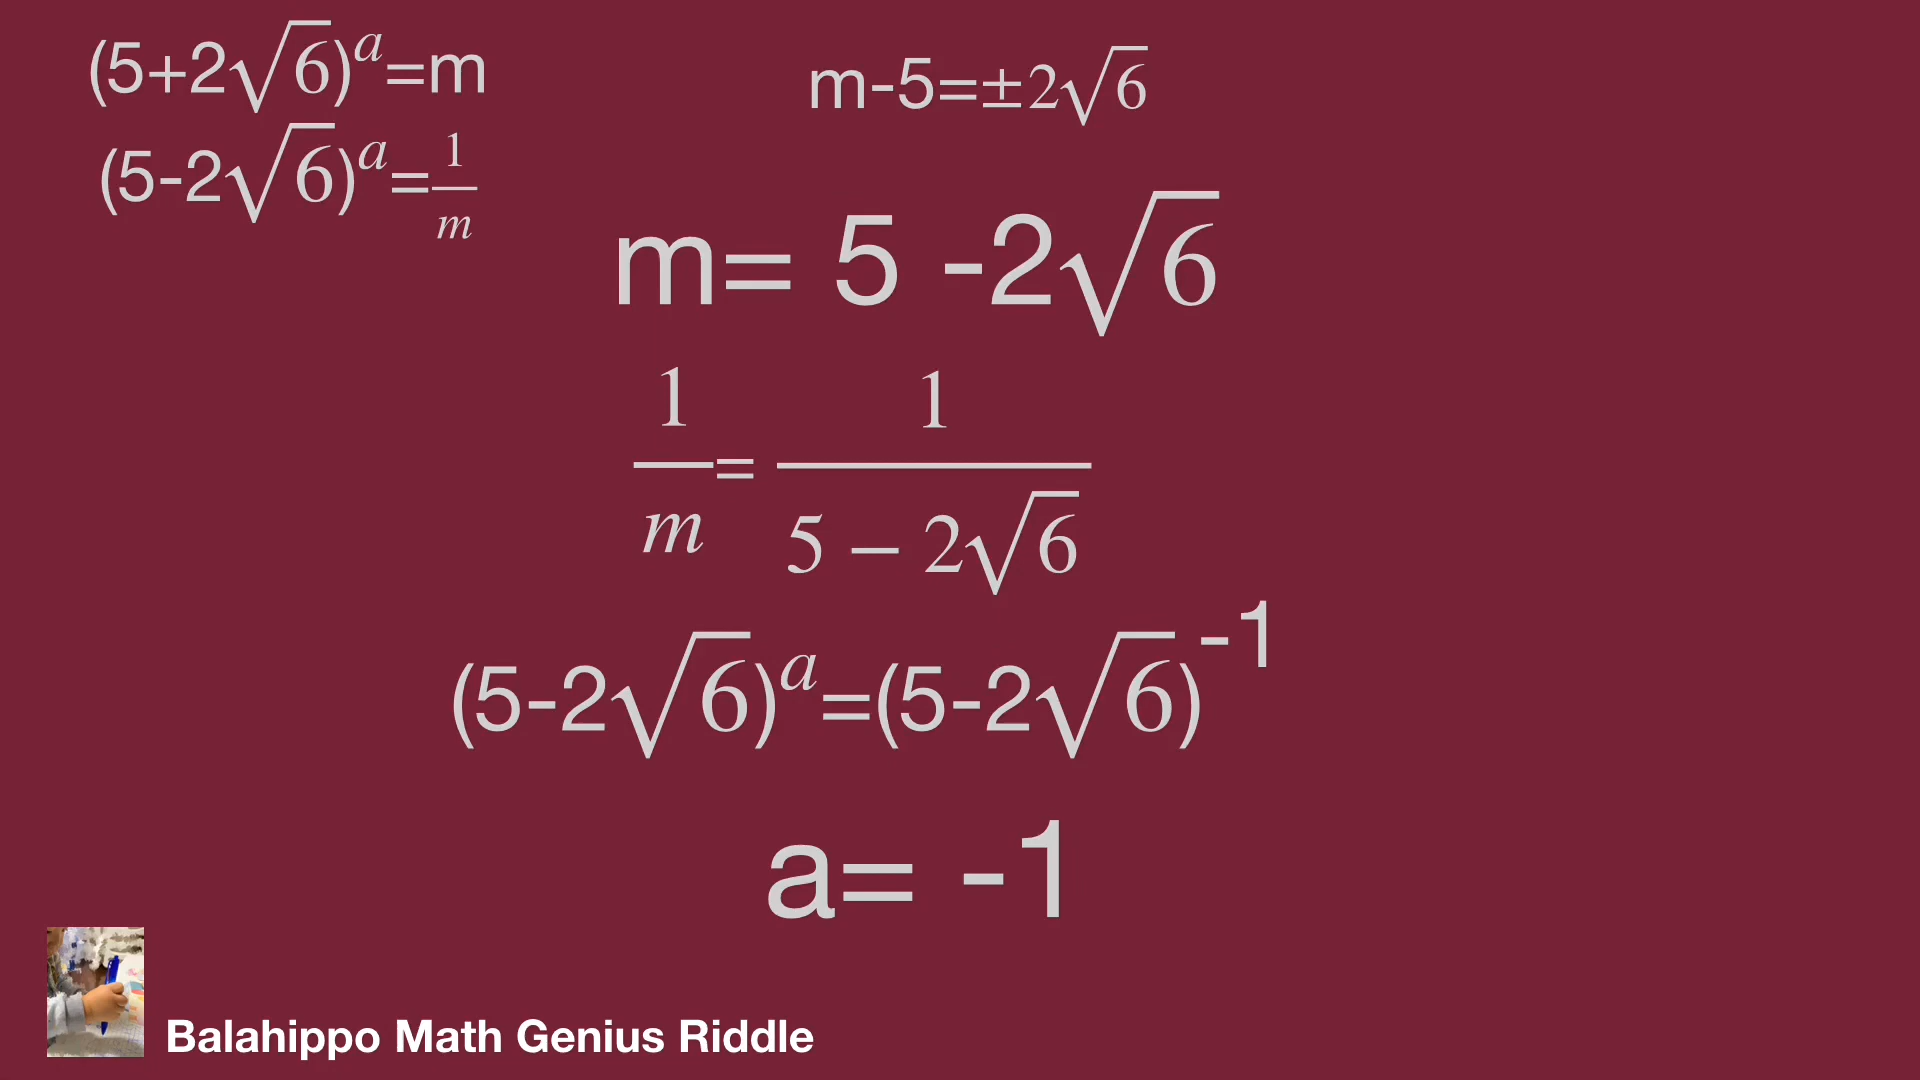 (5+2√6)^a=m
(5-2√6)^a=1/m
m-5=±2√6
m= 5 -2√6
1/m= 1/(5 − 2√6)
(5-2√6)^a=(5-2√6)^-1
a= -1
Balahippo Math Genius Riddle